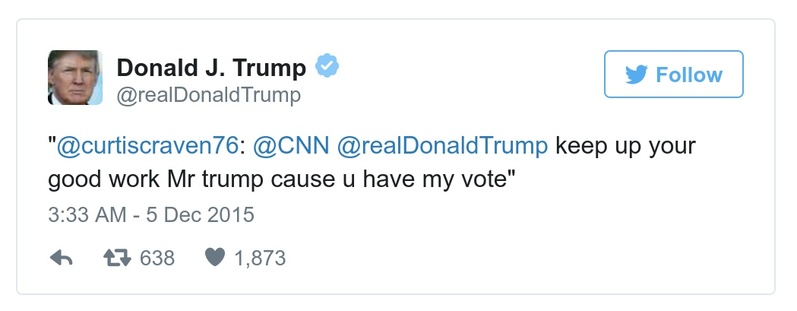 Donald J. Trump
@realDonaldTrump
Follow
"@curtiscraven76: @CNN @realDonaldTrump keep up your
good work Mr trump cause u have my vote"
3:33 AM - 5 Dec 2015
638 1,873